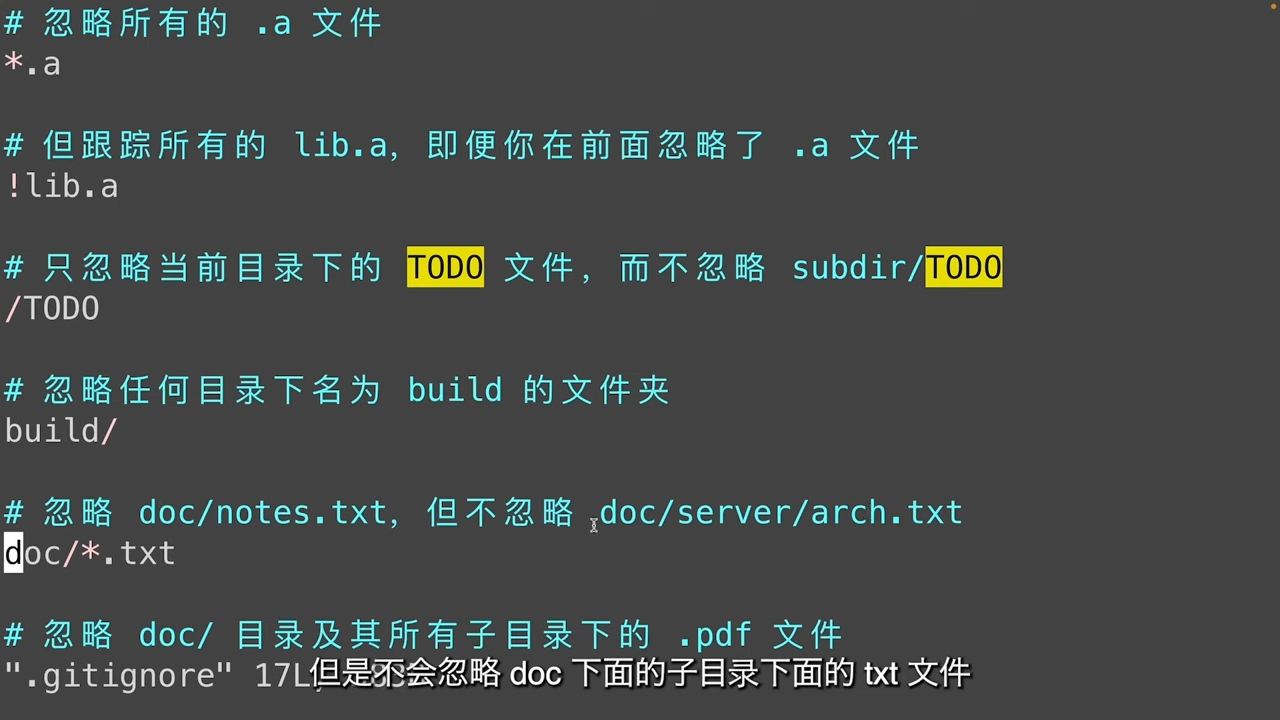 # 忽略所有的 .a 文件
*.a
# 但跟踪所有的 lib.a，即便你在前面忽略了 .a 文件
!lib.a
# 只忽略当前目录下的 TODO 文件，而不忽略 subdir/TODO
/TODO
# 忽略任何目录下名为 build 的文件夹
build/
# 忽略 doc/notes.txt，但不忽略 doc/server/arch.txt
doc/*.txt
# 忽略 doc/ 目录及其所有子目录下的 .pdf 文件
".gitignore" 17L,
但是不会忽略 doc 下面的子目录下面的 txt 文件